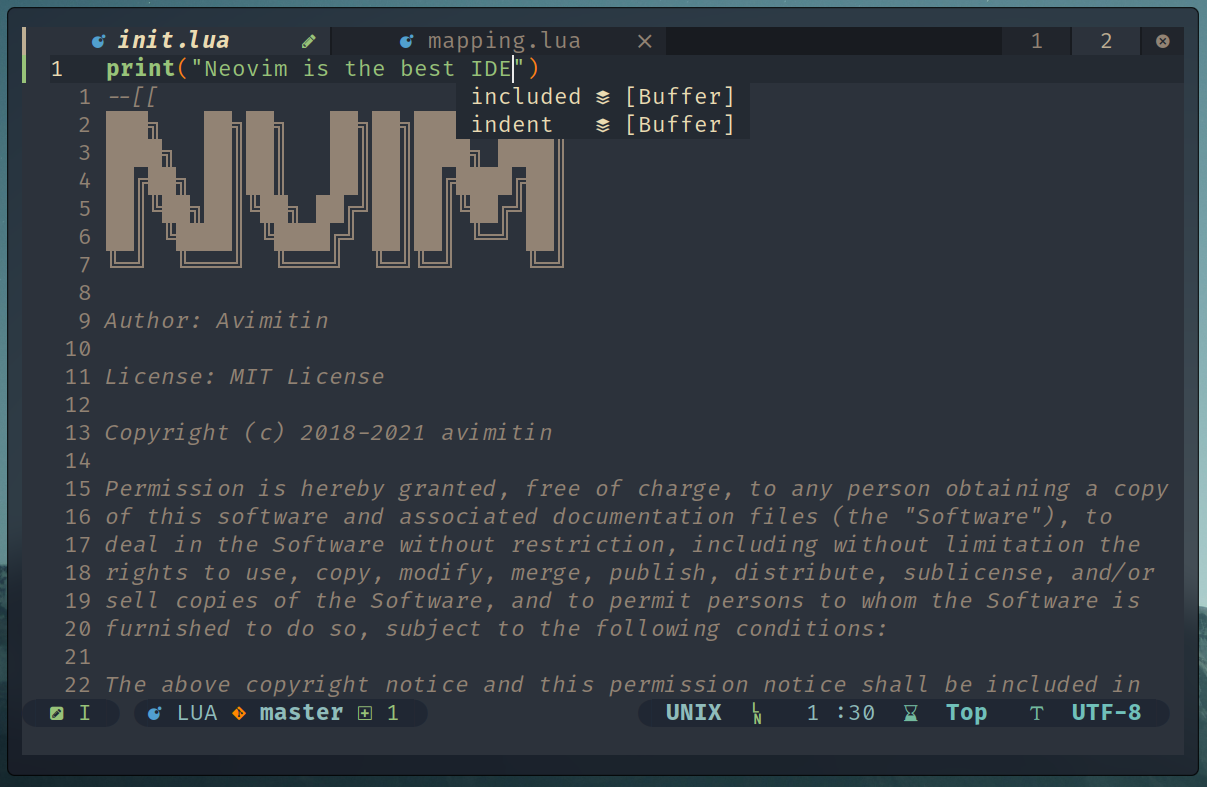 init.lua mapping.lua × 1 2
1 print("Neovim is the best IDE")
1 --[[ included [Buffer]
2 indent [Buffer]
3
4 NVIM
5
6
7
8
9 Author: Avimitin
10
11 License: MIT License
12
13 Copyright (c) 2018-2021 avimitin
14
15 Permission is hereby granted, free of charge, to any person obtaining a copy
16 of this software and associated documentation files (the "Software"), to
17 deal in the Software without restriction, including without limitation the
18 rights to use, copy, modify, merge, publish, distribute, sublicense, and/or
19 sell copies of the Software, and to permit persons to whom the Software is
20 furnished to do so, subject to the following conditions:
21
22 The above copyright notice and this permission notice shall be included in
I LUA master 1 UNIX LN 1 :30 Top T UTF-8